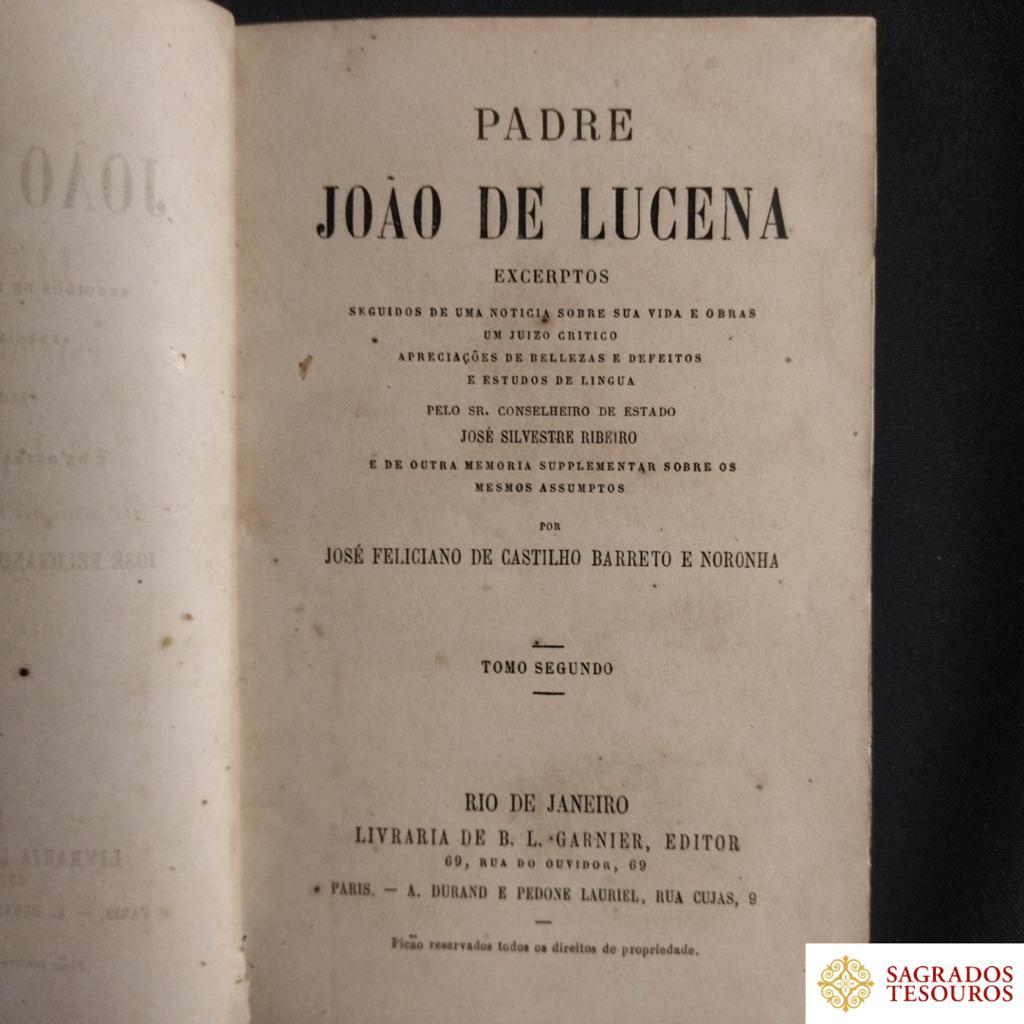 PADRE
JOÃO DE LUCENA
EXCERPTOS
SEGUIDOS DE UMA NOTICIA SOBRE SUA VIDA E OBRAS
UM JUIZO CRITICO
APRECIAÇÕES DE BELLEZAS E DEFEITOS
E ESTUDOS DE LINGUA
PELO SR. CONSELHEIRO DE ESTADO
JOSÉ SILVESTRE RIBEIRO
E DE OUTRA MEMORIA SUPPLEMENTAR SOBRE OS
MESMOS ASSUMPTOS
POR
JOSÉ FELICIANO DE CASTILHO BARRETO E NORONHA
TOMO SEGUNDO
RIO DE JANEIRO
LIVRARIA DE B. L. GARNIER, EDITOR
69, RUA DO OUVIDOR, 69
PARIS. — A. DURAND E PEDONE LAURIEL, RUA CUJAS, 9
Ficão reservados todos os direitos de propriedade.
SAGRADOS
TESOUROS